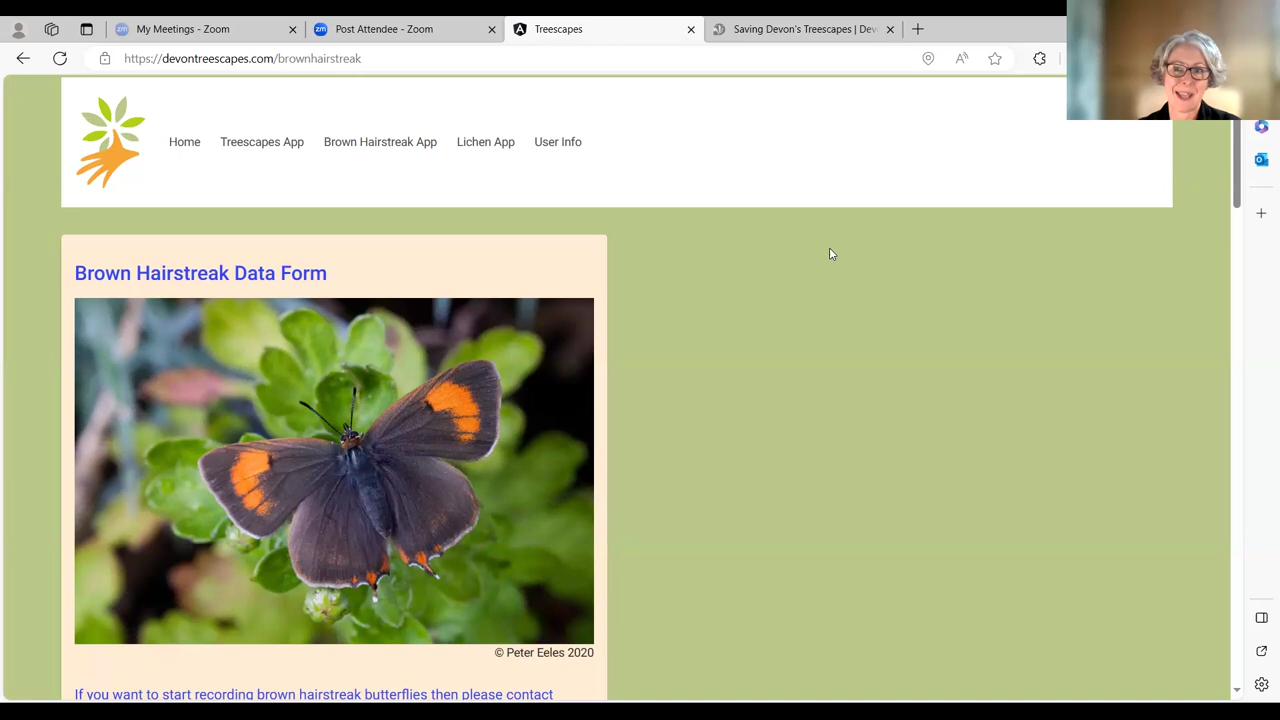 My Meetings - Zoom
Post Attendee - Zoom
Treescapes
Saving Devon's Treescapes | Dev
https://devontreescapes.com/brownhairstreak
Home
Treescapes App
Brown Hairstreak App
Lichen App
User Info
Brown Hairstreak Data Form
© Peter Eeles 2020
If you want to start recording brown hairstreak butterflies then please contact